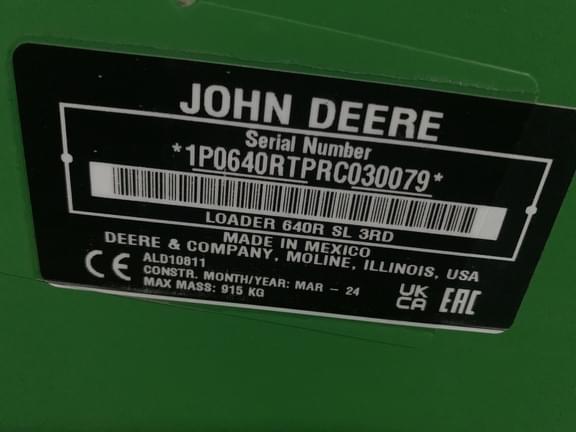 JOHN DEERE
Serial Number
*1P0640RTPRC030079*
LOADER 640R SL 3RD
MADE IN MEXICO
DEERE & COMPANY, MOLINE, ILLINOIS, USA
CE ALD10811
CONSTR. MONTH/YEAR: MAR - 24
MAX MASS: 915 KG
UK
CA EAC